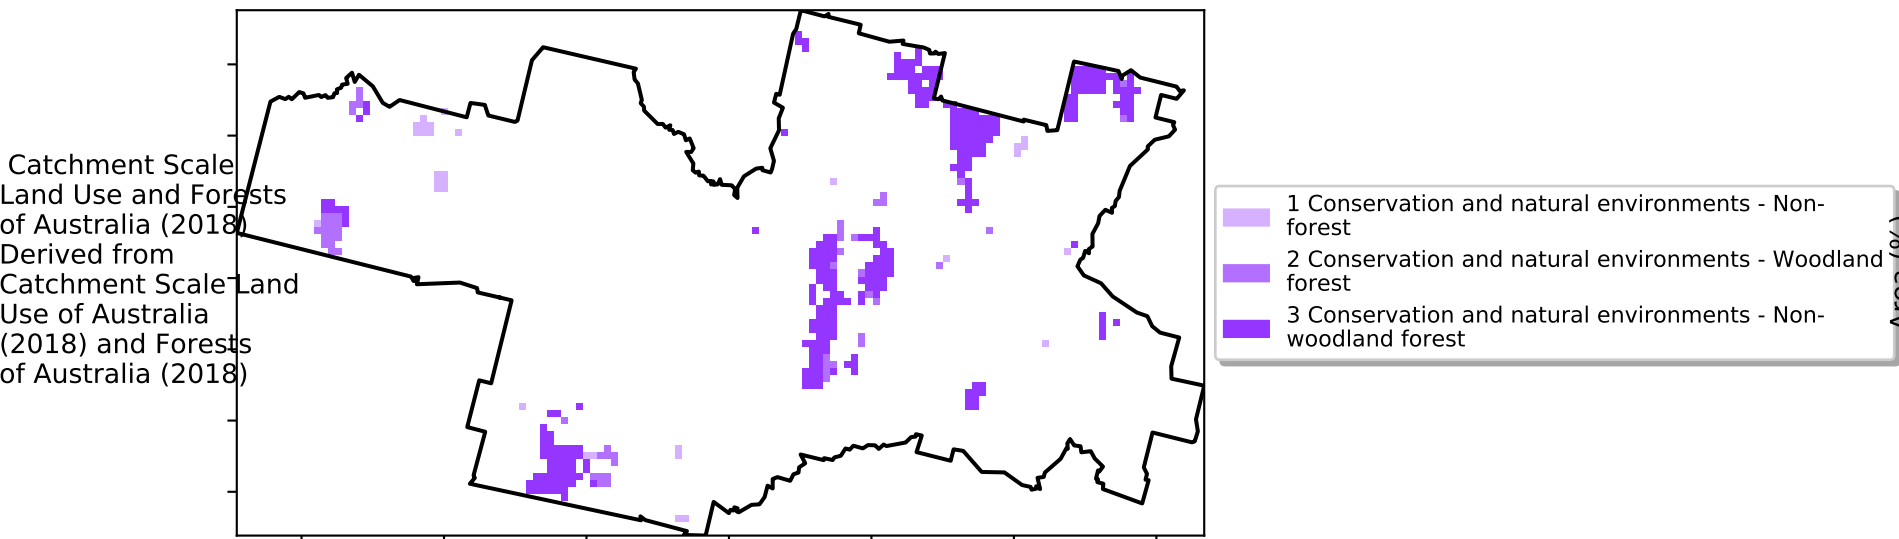 Catchment Scale
Land Use and Forests
of Australia (2018)
Derived from
Catchment Scale Land
Use of Australia
(2018) and Forests
of Australia (2018)
1 Conservation and natural environments - Non-
forest
2 Conservation and natural environments - Woodland
forest
3 Conservation and natural environments - Non-
woodland forest